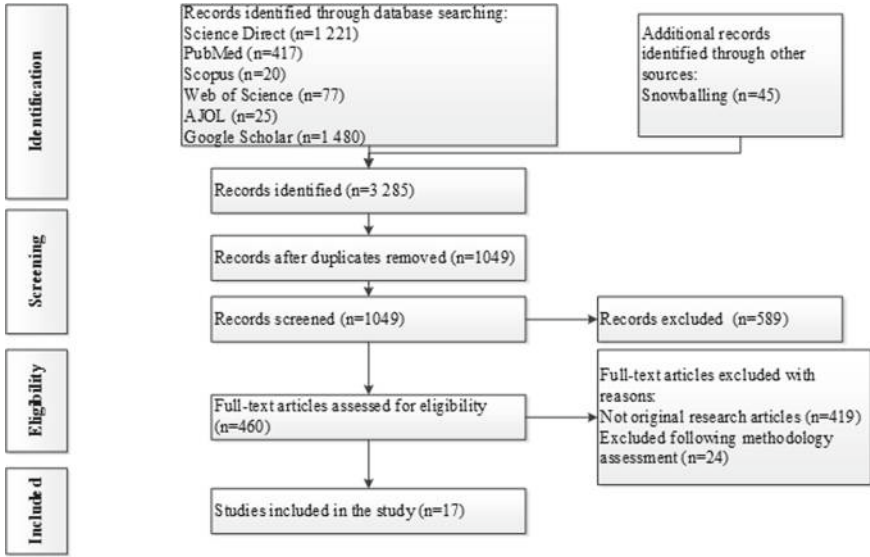 Identification
Records identified through database searching:
Science Direct (n=1 221)
PubMed (n=417)
Scopus (n=20)
Web of Science (n=77)
AJOL (n=25)
Google Scholar (n=1 480)
Additional records
identified through other
sources:
Snowballing (n=45)
Records identified (n=3 285)
Screening
Records after duplicates removed (n=1049)
Records screened (n=1049)
Records excluded (n=589)
Eligibility
Full-text articles assessed for eligibility
(n=460)
Full-text articles excluded with
reasons:
Not original research articles (n=419)
Excluded following methodology
assessment (n=24)
Included
Studies included in the study (n=17)